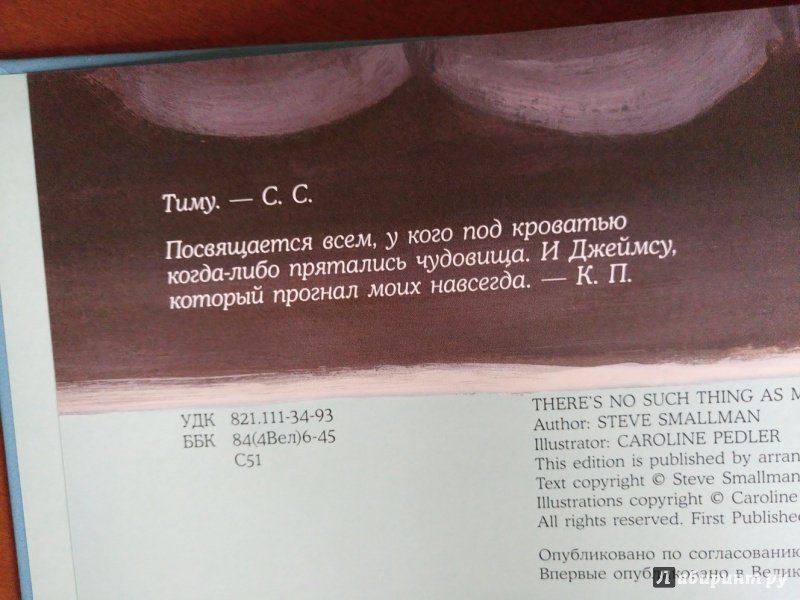 Тиму. — С. С.
Посвящается всем, у кого под кроватью
когда-либо прятались чудовища. И Джеймсу,
который прогнал моих навсегда. — К. П.
УДК 821.111-34-93
ББК 84(4Вел)6-45
С51
THERE'S NO SUCH THING AS
Author: STEVE SMALLMAN
Illustrator: CAROLINE PEDLER
This edition is published by
Text copyright © Steve Smallman
Illustrations copyright © Caroline
All rights reserved. First Published
Опубликовано по согласованию
Впервые в
Лабиринт.ру